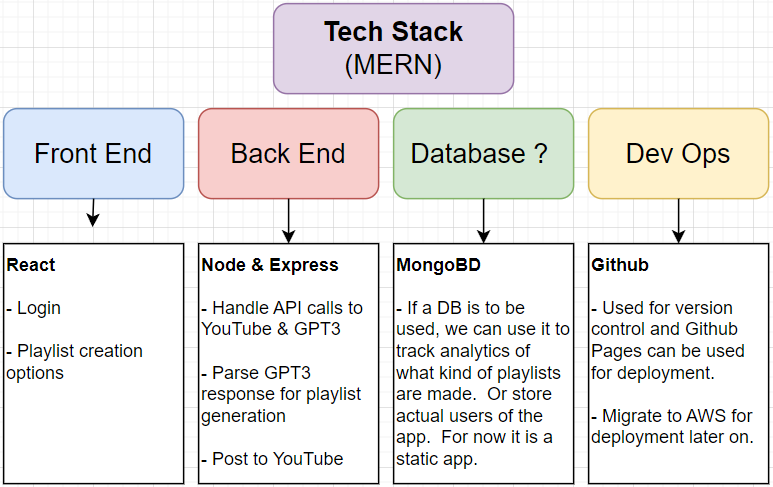 Tech Stack
(MERN)
Front End
Back End
Database ?
Dev Ops
React
- Login
- Playlist creation
options
Node & Express
- Handle API calls to
YouTube & GPT3
- Parse GPT3
response for playlist
generation
- Post to YouTube
MongoBD
- If a DB is to be
used, we can use it to
track analytics of
what kind of playlists
are made.  Or store
actual users of the
app.  For now it is a
static app.
Github
- Used for version
control and Github
Pages can be used
for deployment.
- Migrate to AWS for
deployment later on.